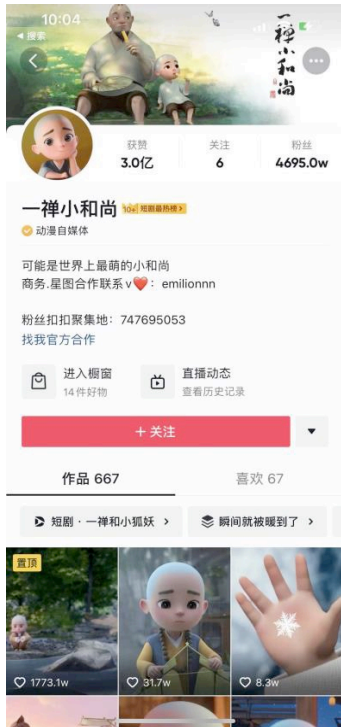 10:04
◀ 搜索
一禅小和尚
获赞 关注 粉丝
3.0亿 6 4695.0w
一禅小和尚 10+ 短剧最热榜 >
动漫自媒体
可能是世界上最萌的小和尚
商务.星图合作联系v❤️：emilionnn
粉丝扣扣聚集地：747695053
找我官方合作
进入橱窗 直播动态
14件好物 查看历史记录
+ 关注
作品 667 喜欢 67
短剧 · 一禅和小狐妖 > 瞬间就被暖到了 >
置顶
1773.1w 31.7w 8.3w